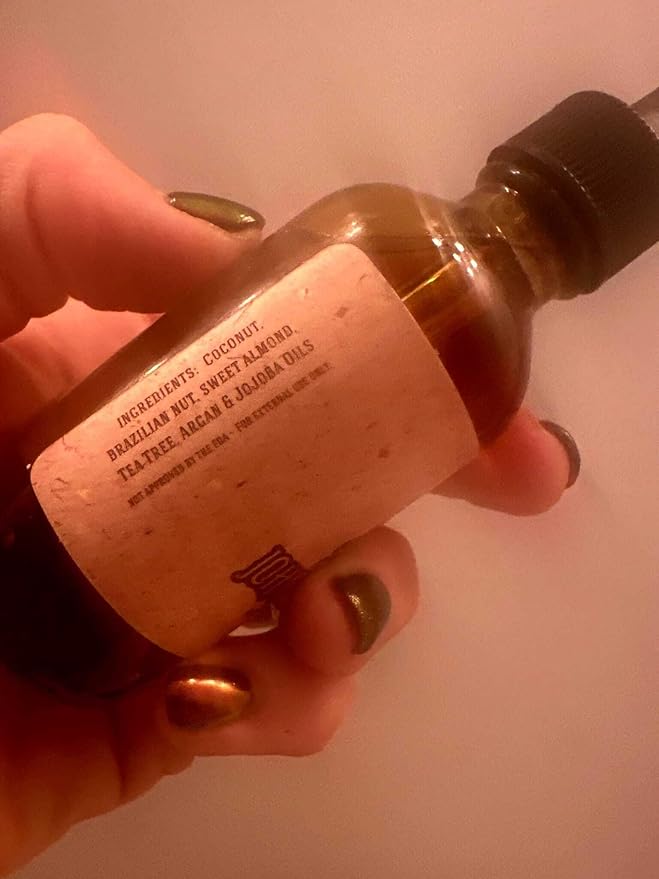 INGREDIENTS: COCONUT,
BRAZILIAN NUT, SWEET ALMOND,
TEA-TREE, ARGAN & JOJOBA OILS
NOT APPROVED BY THE FDA - FOR EXTERNAL USE ONLY.